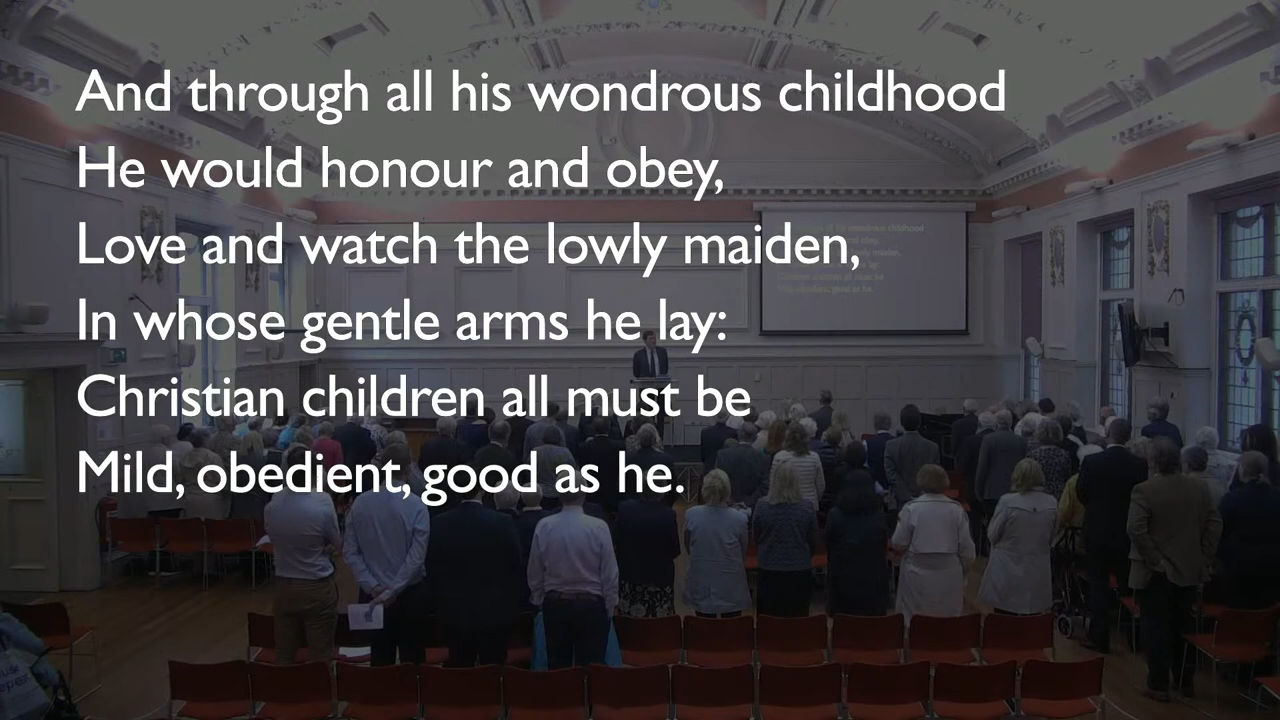 And through all his wondrous childhood
He would honour and obey,
Love and watch the lowly maiden,
In whose gentle arms he lay:
Christian children all must be
Mild, obedient, good as he.